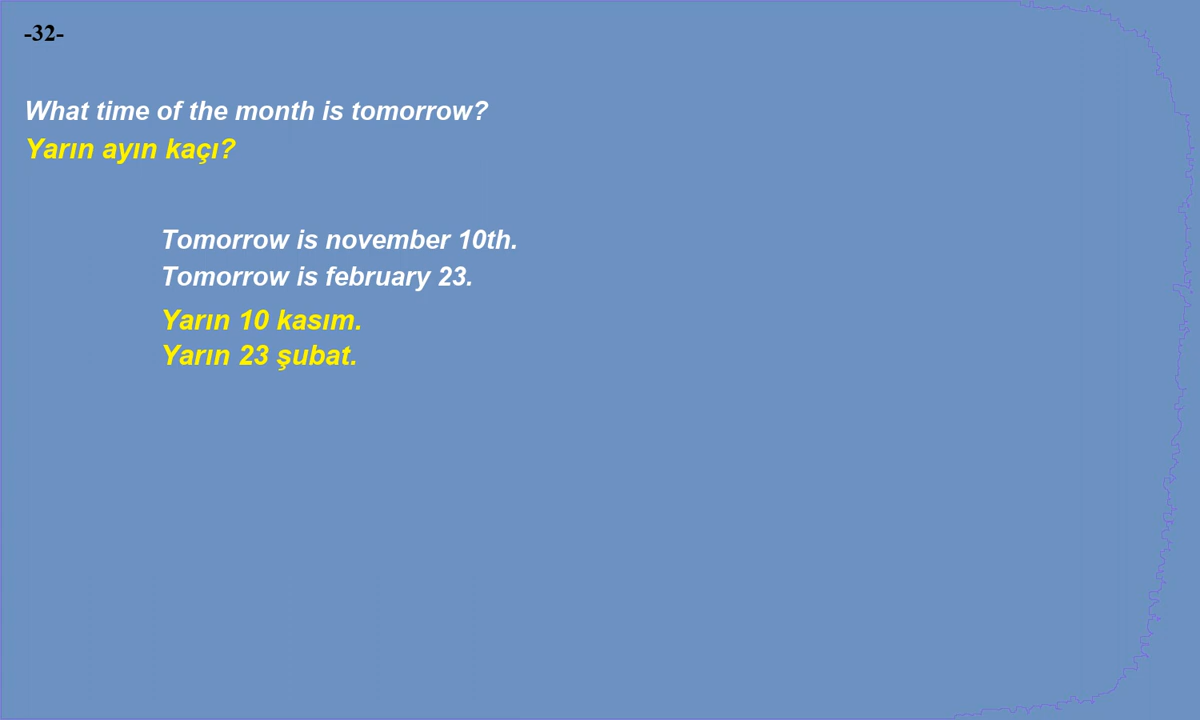 -32-
What time of the month is tomorrow?
Yarın ayın kaçı?
Tomorrow is november 10th.
Tomorrow is february 23.
Yarın 10 kasım.
Yarın 23 şubat.